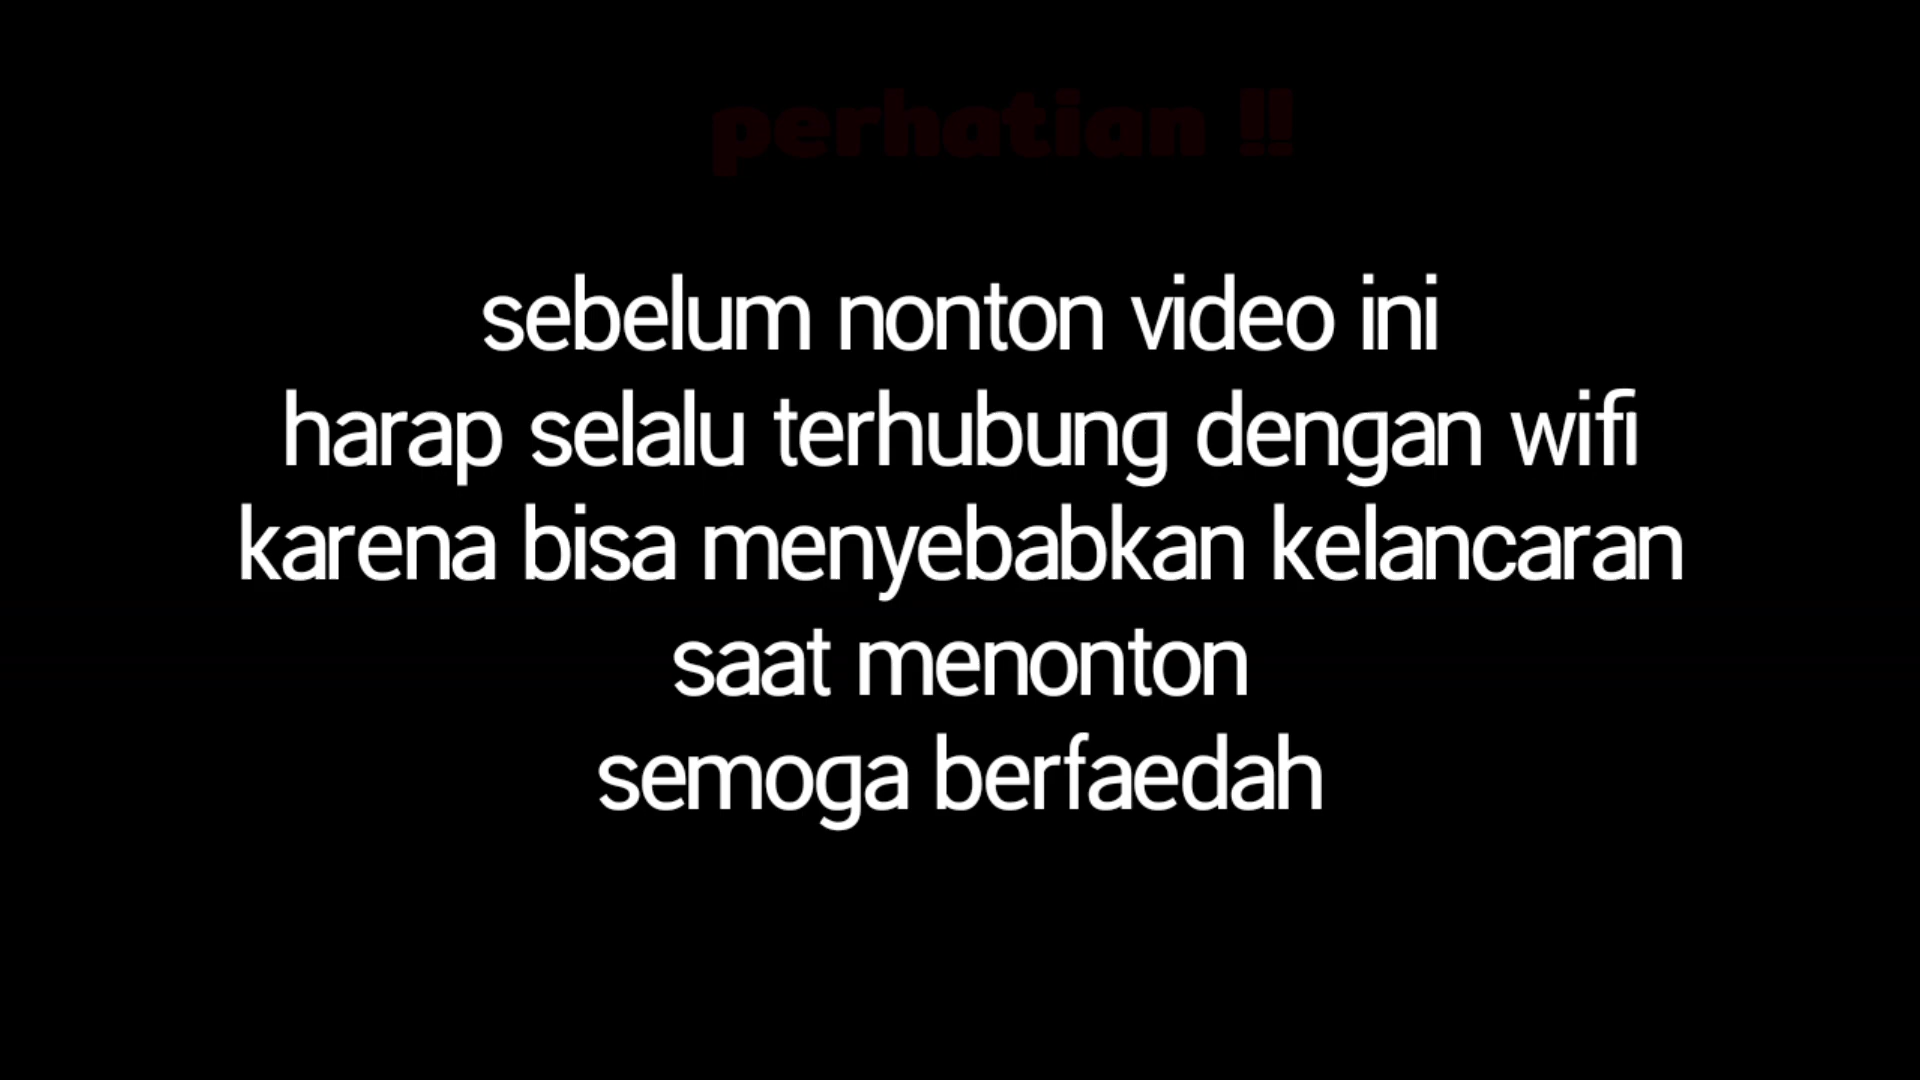 perhatian !!
sebelum nonton video ini
harap selalu terhubung dengan wifi
karena bisa menyebabkan kelancaran
saat menonton
semoga berfaedah